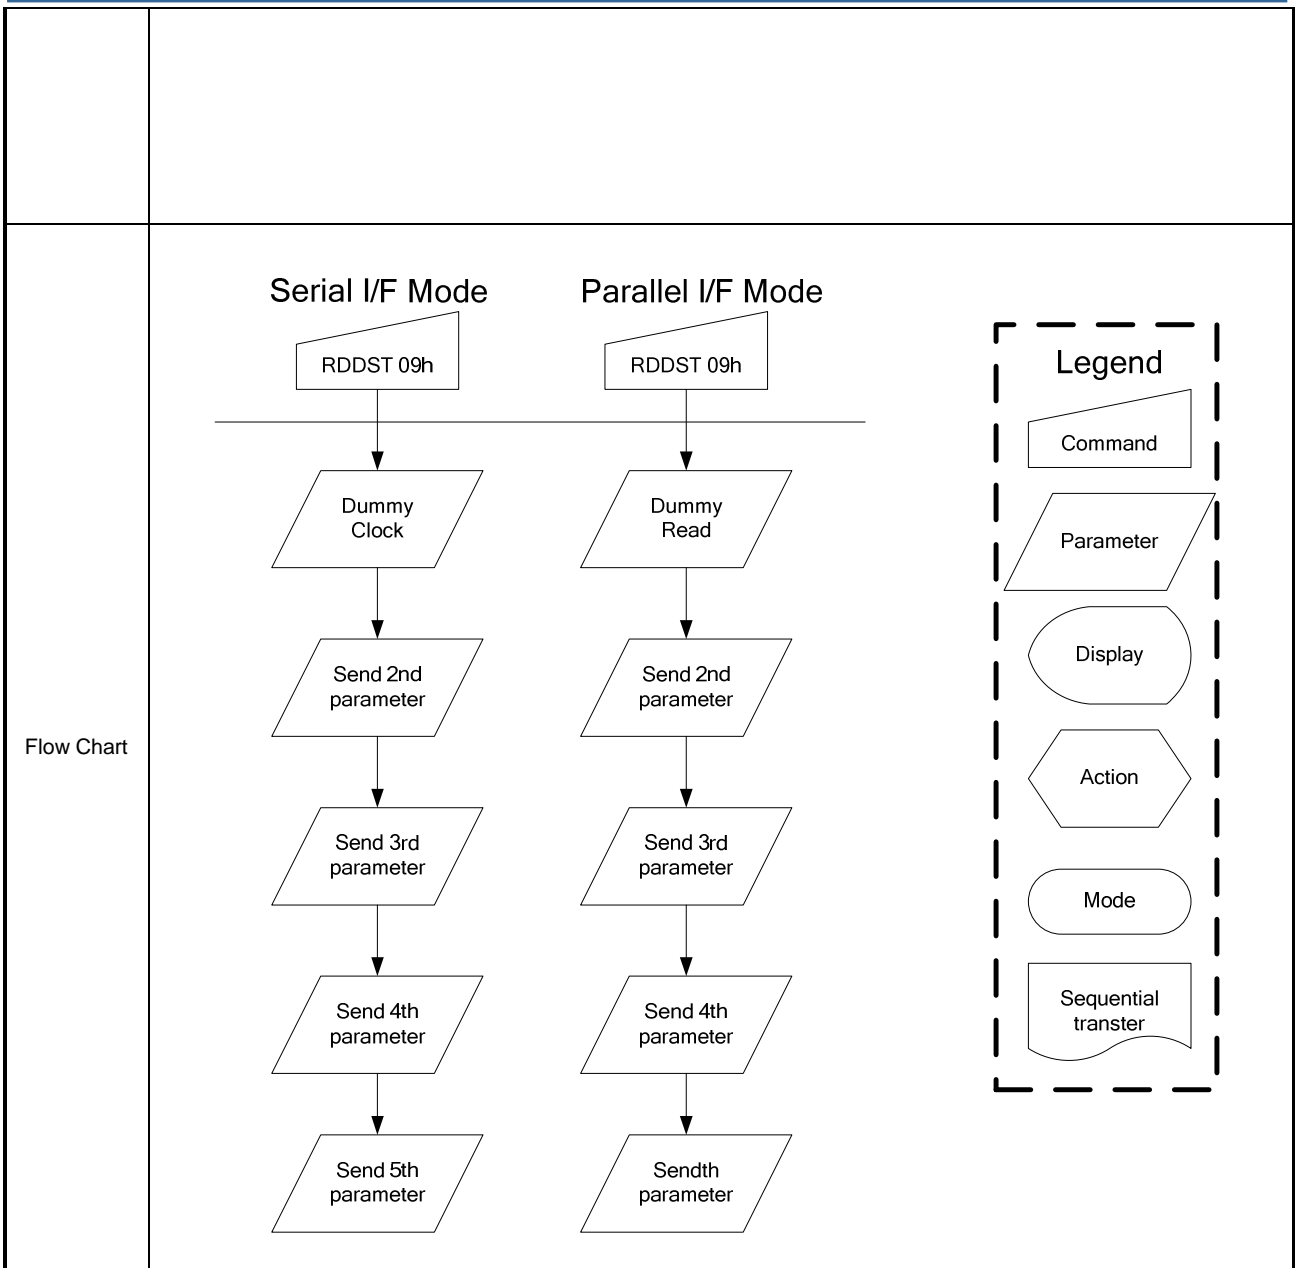 Flow Chart
Serial I/F Mode
RDDST 09h
Dummy
Clock
Send 2nd
parameter
Send 3rd
parameter
Send 4th
parameter
Send 5th
parameter
Parallel I/F Mode
RDDST 09h
Dummy
Read
Send 2nd
parameter
Send 3rd
parameter
Send 4th
parameter
Sendth
parameter
Legend
Command
Parameter
Display
Action
Mode
Sequential
transter